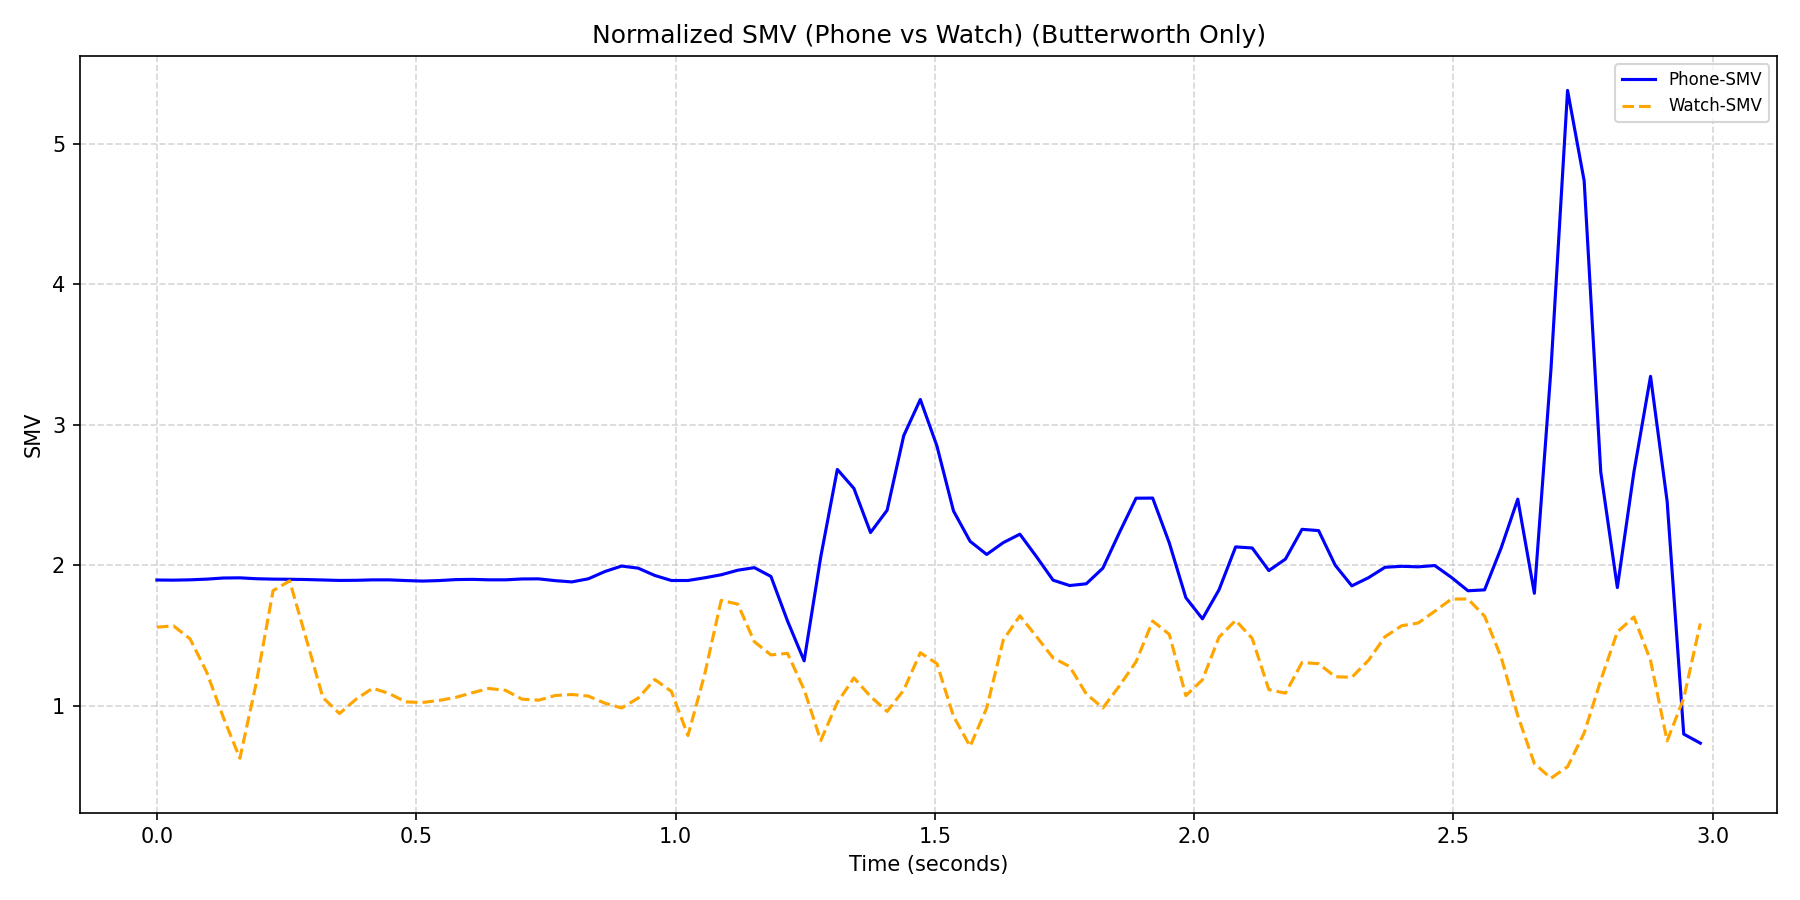 Normalized SMV (Phone vs Watch) (Butterworth Only)
Phone-SMV
Watch-SMV
SMV
5
4
3
2
1
0.0 0.5 1.0 1.5 2.0 2.5 3.0
Time (seconds)